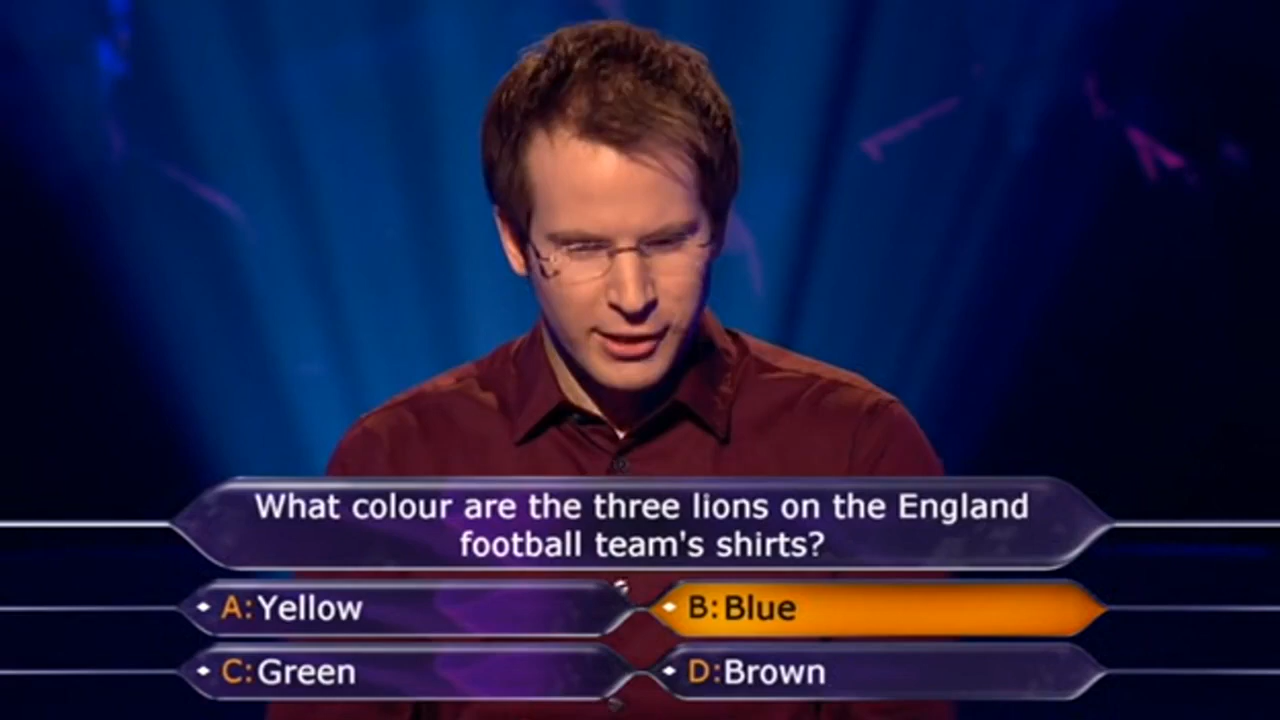 What colour are the three lions on the England
football team's shirts?
A: Yellow
B: Blue
C: Green
D: Brown